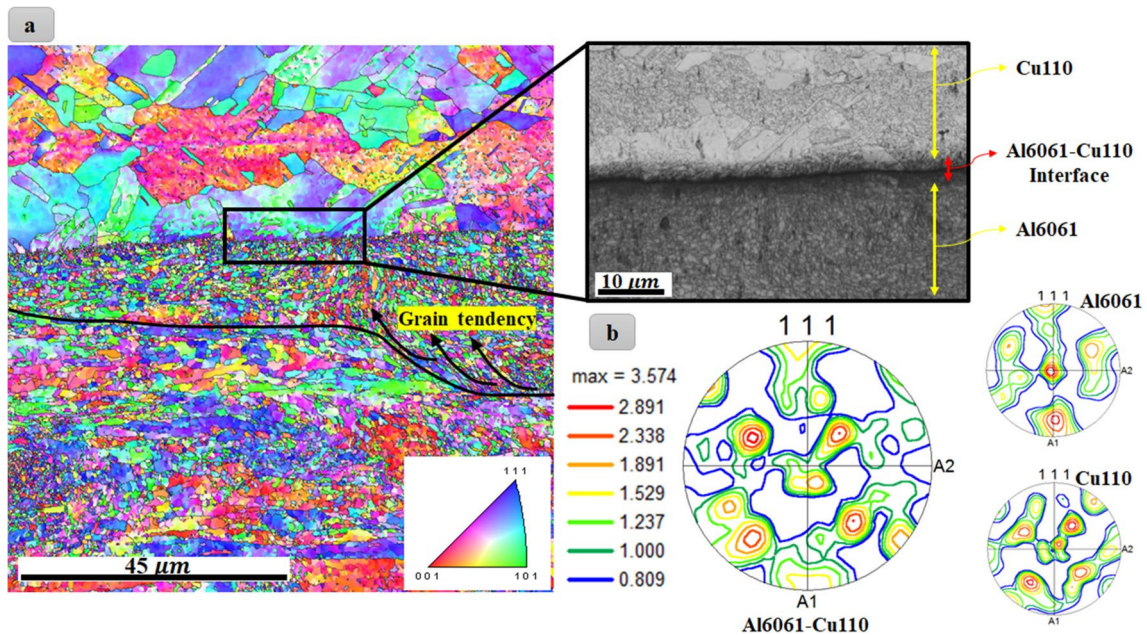 a
Grain tendency
45 μm
1 1 1
0 0 1
1 0 1
Cu110
Al6061-Cu110
Interface
Al6061
10 μm
b
1 1 1
max = 3.574
2.891
2.338
1.891
1.529
1.237
1.000
0.809
A2
A1
Al6061-Cu110
1 1 1
Al6061
A2
A1
1 1 1
Cu110
A2
A1